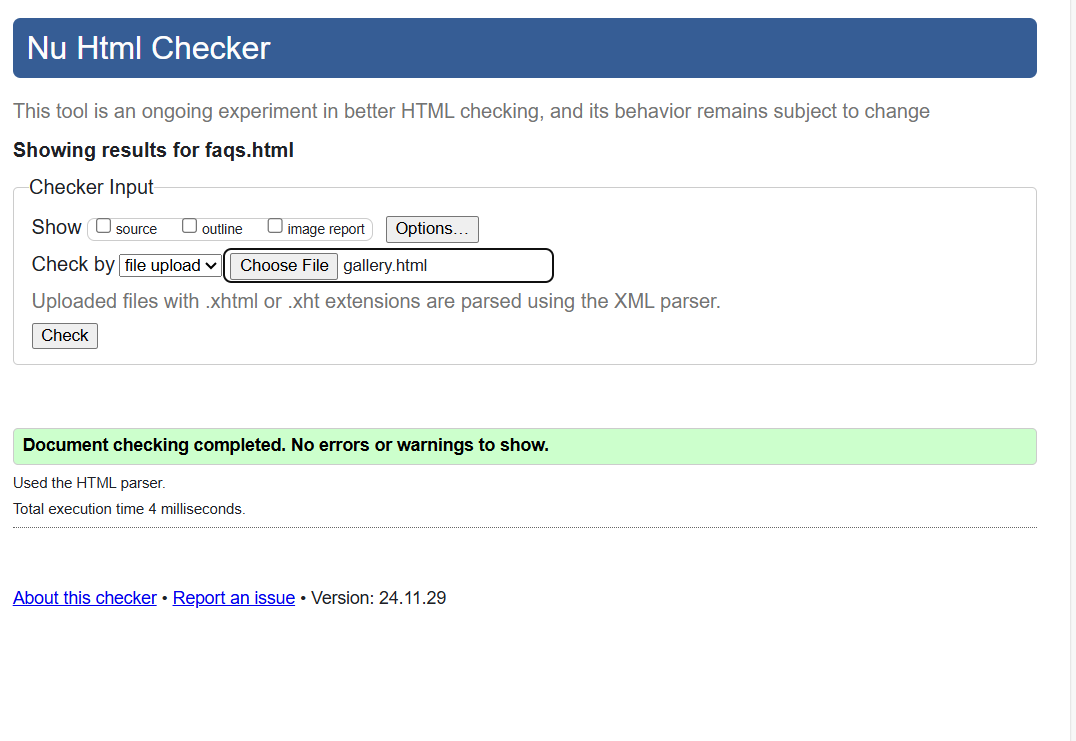 Nu Html Checker
This tool is an ongoing experiment in better HTML checking, and its behavior remains subject to change
Showing results for faqs.html
Checker Input
Show source outline image report Options…
Check by file upload Choose File gallery.html
Uploaded files with .xhtml or .xht extensions are parsed using the XML parser.
Check
Document checking completed. No errors or warnings to show.
Used the HTML parser.
Total execution time 4 milliseconds.
About this checker • Report an issue • Version: 24.11.29